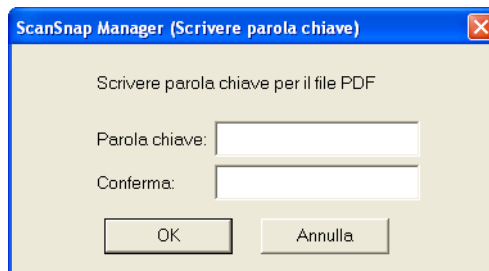 ScanSnap Manager (Scrivere parola chiave)
Scrivere parola chiave per il file PDF
Parola chiave:
Conferma:
OK Annulla